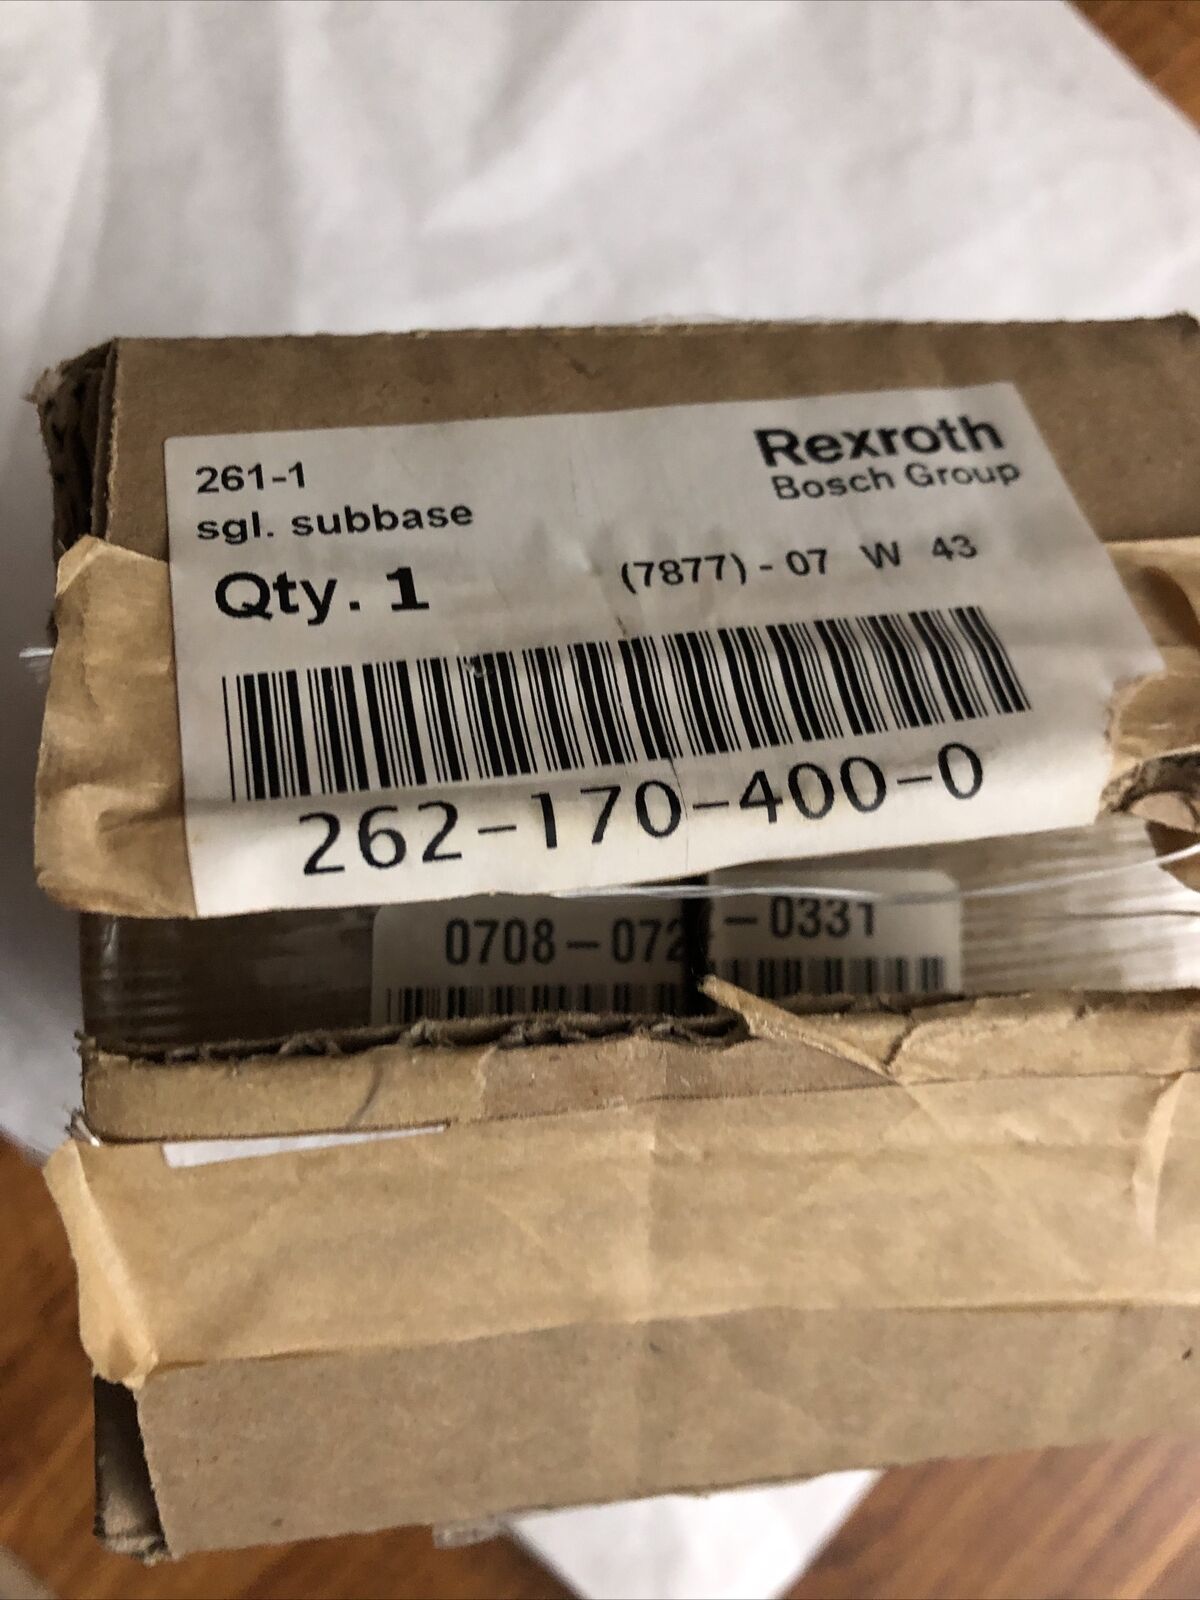 261-1
sgl. subbase
Rexroth
Bosch Group
Qty. 1
(7877) - 07 W 43
262-170-400-0
0708-072 -0331